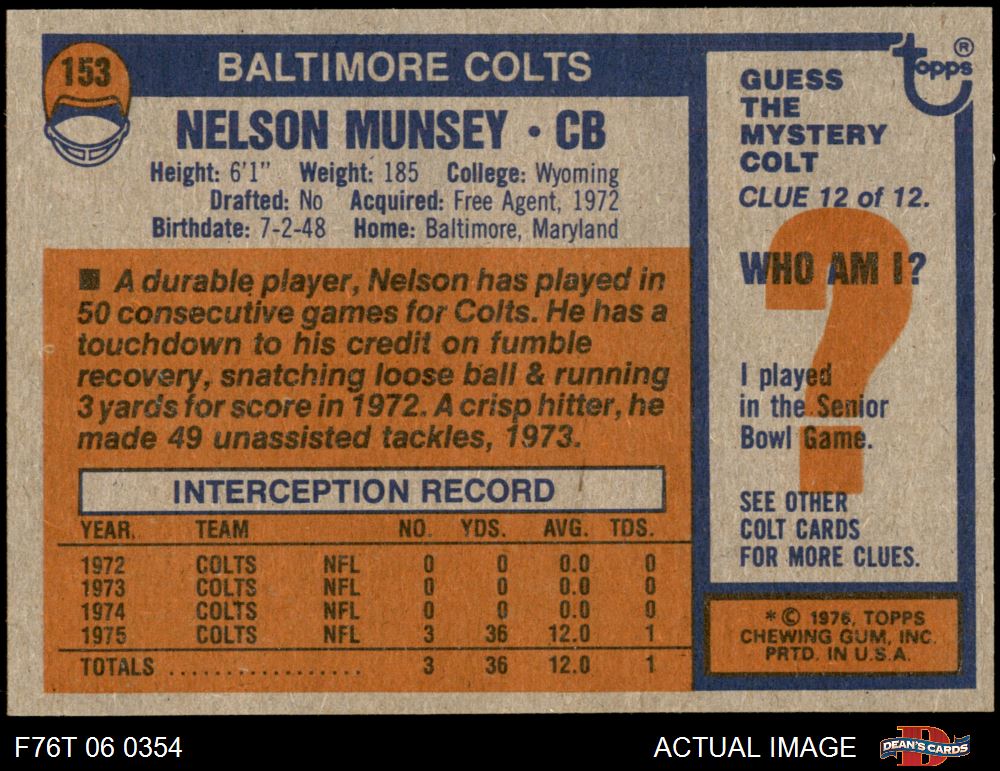 153
BALTIMORE COLTS
NELSON MUNSEY • CB
Height: 6'1" Weight: 185 College: Wyoming
Drafted: No Acquired: Free Agent, 1972
Birthdate: 7-2-48 Home: Baltimore, Maryland
■ A durable player, Nelson has played in
50 consecutive games for Colts. He has a
touchdown to his credit on fumble
recovery, snatching loose ball & running
3 yards for score in 1972. A crisp hitter, he
made 49 unassisted tackles, 1973.
INTERCEPTION RECORD
YEAR. TEAM NO. YDS. AVG. TDS.
1972 COLTS NFL 0 0 0.0 0
1973 COLTS NFL 0 0 0.0 0
1974 COLTS NFL 0 0 0.0 0
1975 COLTS NFL 3 36 12.0 1
TOTALS .................. 3 36 12.0 1
topps ®
GUESS
THE
MYSTERY
COLT
CLUE 12 of 12.
?
WHO AM I?
I played
in the Senior
Bowl Game.
SEE OTHER
COLT CARDS
FOR MORE CLUES.
* © 1976, TOPPS
CHEWING GUM, INC.
PRTD. IN U.S.A.
F76T 06 0354
ACTUAL IMAGE
DEAN'S CARDS